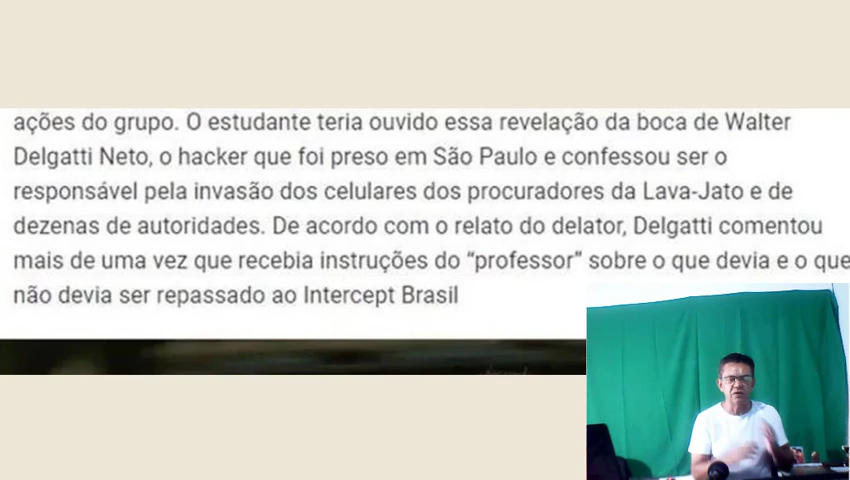 ações do grupo. O estudante teria ouvido essa revelação da boca de Walter
Delgatti Neto, o hacker que foi preso em São Paulo e confessou ser o
responsável pela invasão dos celulares dos procuradores da Lava-Jato e de
dezenas de autoridades. De acordo com o relato do delator, Delgatti comentou
mais de uma vez que recebia instruções do “professor” sobre o que devia e o que
não devia ser repassado ao Intercept Brasil